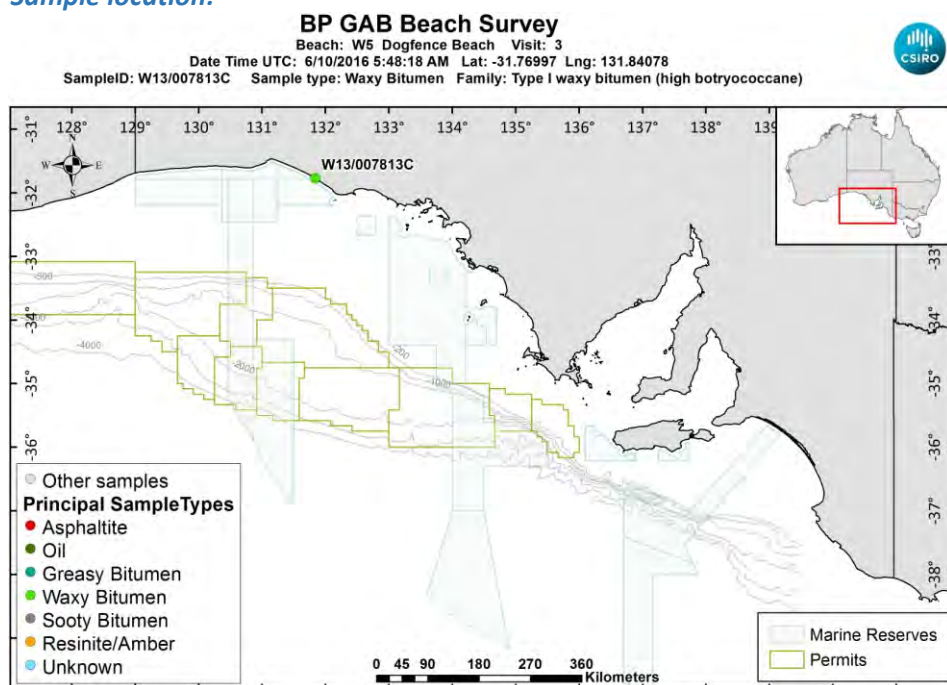 Sample location:
BP GAB Beach Survey
Beach: W5 Dogfence Beach Visit: 3
Date Time UTC: 6/10/2016 5:48:18 AM Lat: -31.76997 Lng: 131.84078
SampleID: W13/007813C Sample type: Waxy Bitumen Family: Type I waxy bitumen (high botryococcane)
CSIRO
128° 129° 130° 131° 132° 133° 134° 135° 136° 137° 138° 139
-31°
-32°
-33°
-34°
-35°
-36°
-37°
-38°
N
W E
S
W13/007813C
-4000
-2000
-200
-1000
-33°
-34°
-35°
-36°
-37°
-38°
Other samples
Principal SampleTypes
Asphaltite
Oil
Greasy Bitumen
Waxy Bitumen
Sooty Bitumen
Resinite/Amber
Unknown
0 45 90 180 270 360
Kilometers
Marine Reserves
Permits